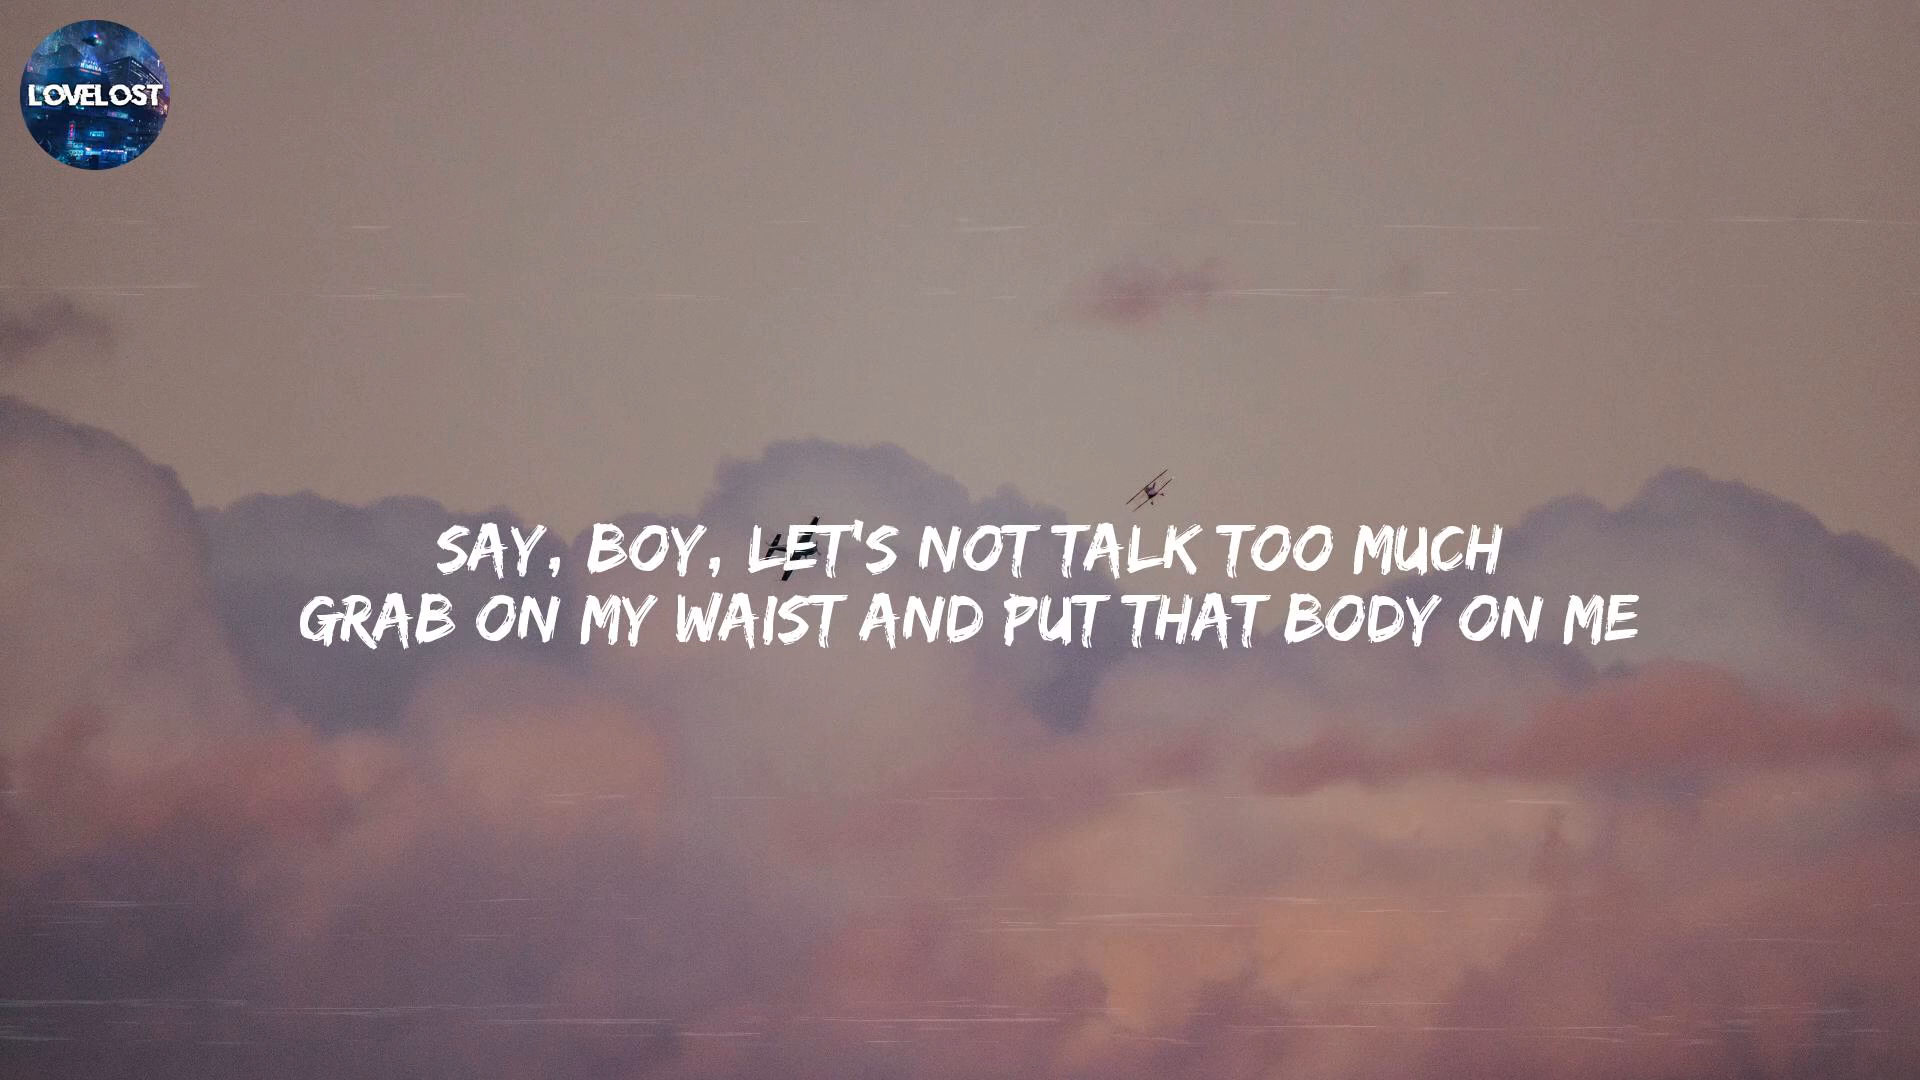 LOVELOST
SAY, BOY, LET'S NOT TALK TOO MUCH
GRAB ON MY WAIST AND PUT THAT BODY ON ME